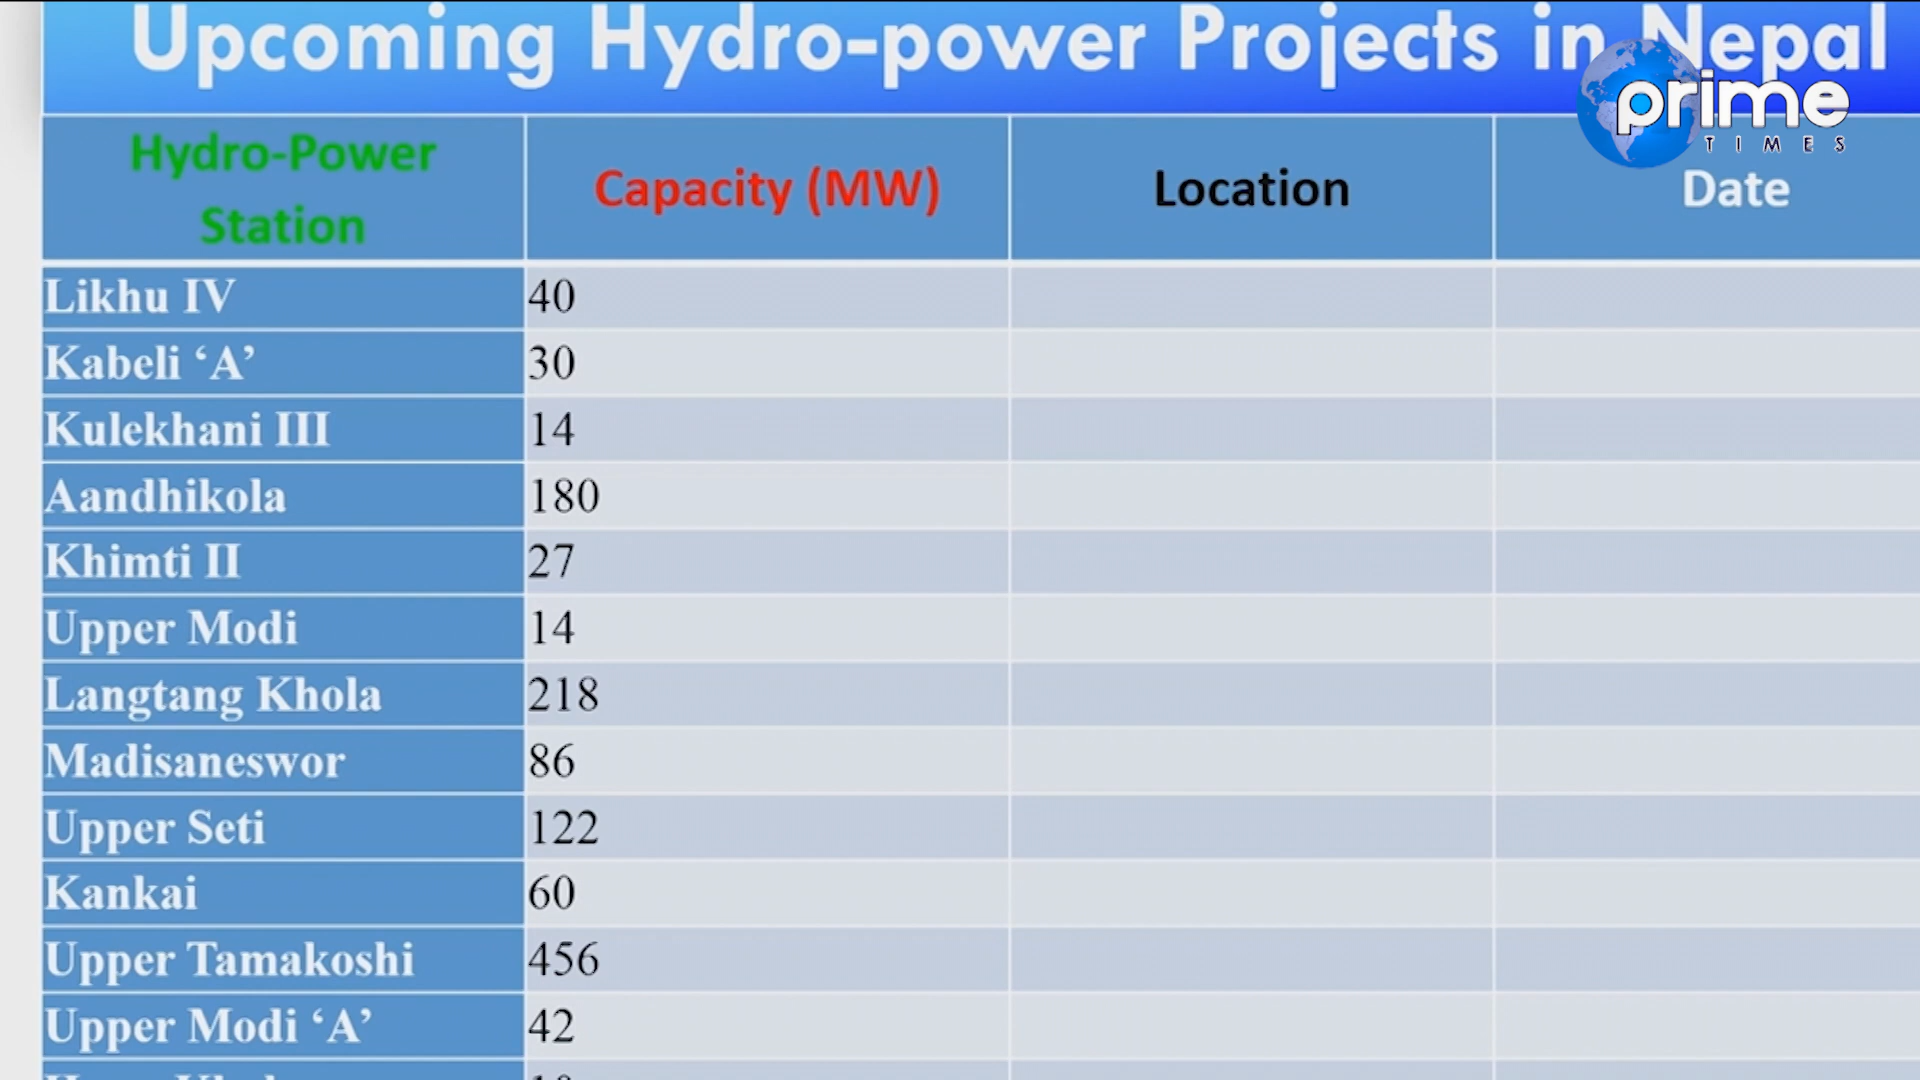 Upcoming Hydro-power Projects in Nepal
prime
TIMES
Hydro-Power
Station
Capacity (MW)
Location
Date
Likhu IV 40
Kabeli ‘A’ 30
Kulekhani III 14
Aandhikola 180
Khimti II 27
Upper Modi 14
Langtang Khola 218
Madisaneswor 86
Upper Seti 122
Kankai 60
Upper Tamakoshi 456
Upper Modi ‘A’ 42